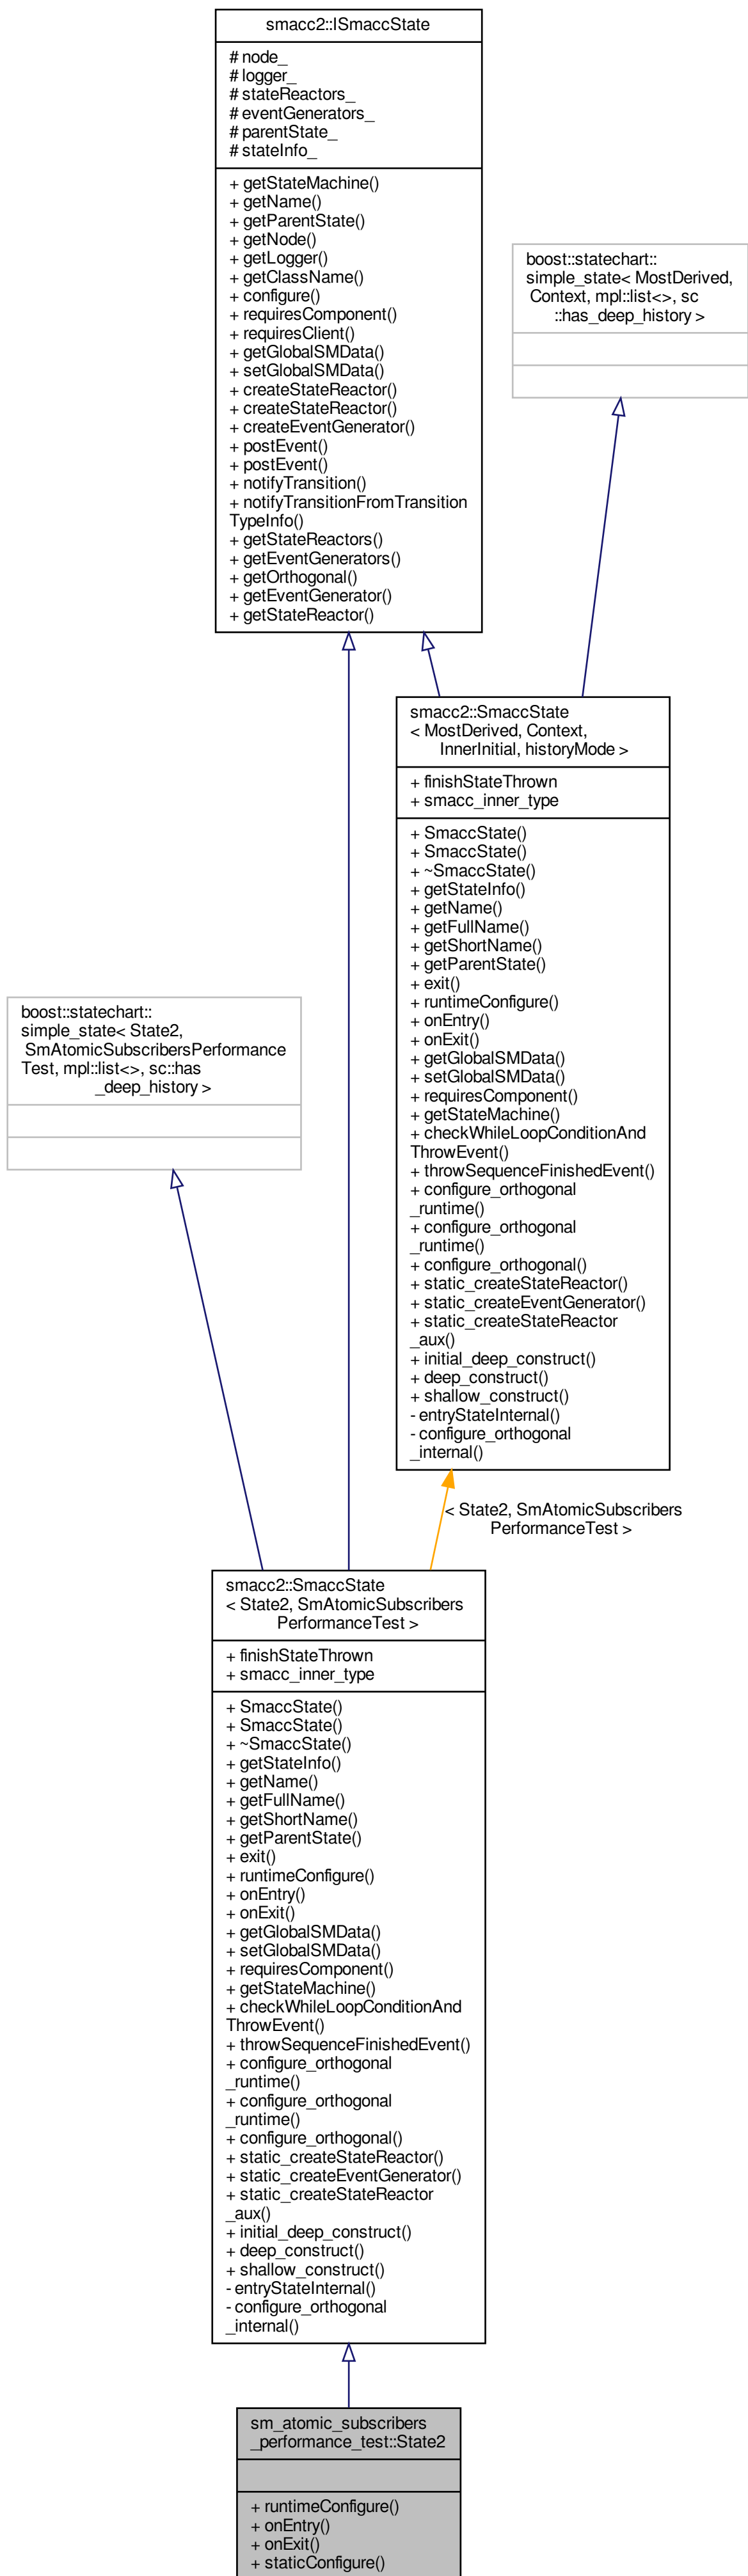 smacc2::ISmaccState
# node_
# logger_
# stateReactors_
# eventGenerators_
# parentState_
# stateInfo_
+ getStateMachine()
+ getName()
+ getParentState()
+ getNode()
+ getLogger()
+ getClassName()
+ configure()
+ requiresComponent()
+ requiresClient()
+ getGlobalSMData()
+ setGlobalSMData()
+ createStateReactor()
+ createStateReactor()
+ createEventGenerator()
+ postEvent()
+ postEvent()
+ notifyTransition()
+ notifyTransitionFromTransition
TypeInfo()
+ getStateReactors()
+ getEventGenerators()
+ getOrthogonal()
+ getEventGenerator()
+ getStateReactor()
boost::statechart::
simple_state< MostDerived,
Context, mpl::list<>, sc
::has_deep_history >
smacc2::SmaccState
< MostDerived, Context,
InnerInitial, historyMode >
+ finishStateThrown
+ smacc_inner_type
+ SmaccState()
+ SmaccState()
+ ~SmaccState()
+ getStateInfo()
+ getName()
+ getFullName()
+ getShortName()
+ getParentState()
+ exit()
+ runtimeConfigure()
+ onEntry()
+ onExit()
+ getGlobalSMData()
+ setGlobalSMData()
+ requiresComponent()
+ getStateMachine()
+ checkWhileLoopConditionAnd
ThrowEvent()
+ throwSequenceFinishedEvent()
+ configure_orthogonal
_runtime()
+ configure_orthogonal
_runtime()
+ configure_orthogonal()
+ static_createStateReactor()
+ static_createEventGenerator()
+ static_createStateReactor
_aux()
+ initial_deep_construct()
+ deep_construct()
+ shallow_construct()
- entryStateInternal()
- configure_orthogonal
_internal()
boost::statechart::
simple_state< State2,
SmAtomicSubscribersPerformance
Test, mpl::list<>, sc::has
_deep_history >
< State2, SmAtomicSubscribers
PerformanceTest >
smacc2::SmaccState
< State2, SmAtomicSubscribers
PerformanceTest >
+ finishStateThrown
+ smacc_inner_type
+ SmaccState()
+ SmaccState()
+ ~SmaccState()
+ getStateInfo()
+ getName()
+ getFullName()
+ getShortName()
+ getParentState()
+ exit()
+ runtimeConfigure()
+ onEntry()
+ onExit()
+ getGlobalSMData()
+ setGlobalSMData()
+ requiresComponent()
+ getStateMachine()
+ checkWhileLoopConditionAnd
ThrowEvent()
+ throwSequenceFinishedEvent()
+ configure_orthogonal
_runtime()
+ configure_orthogonal
_runtime()
+ configure_orthogonal()
+ static_createStateReactor()
+ static_createEventGenerator()
+ static_createStateReactor
_aux()
+ initial_deep_construct()
+ deep_construct()
+ shallow_construct()
- entryStateInternal()
- configure_orthogonal
_internal()
sm_atomic_subscribers
_performance_test::State2
+ runtimeConfigure()
+ onEntry()
+ onExit()
+ staticConfigure()